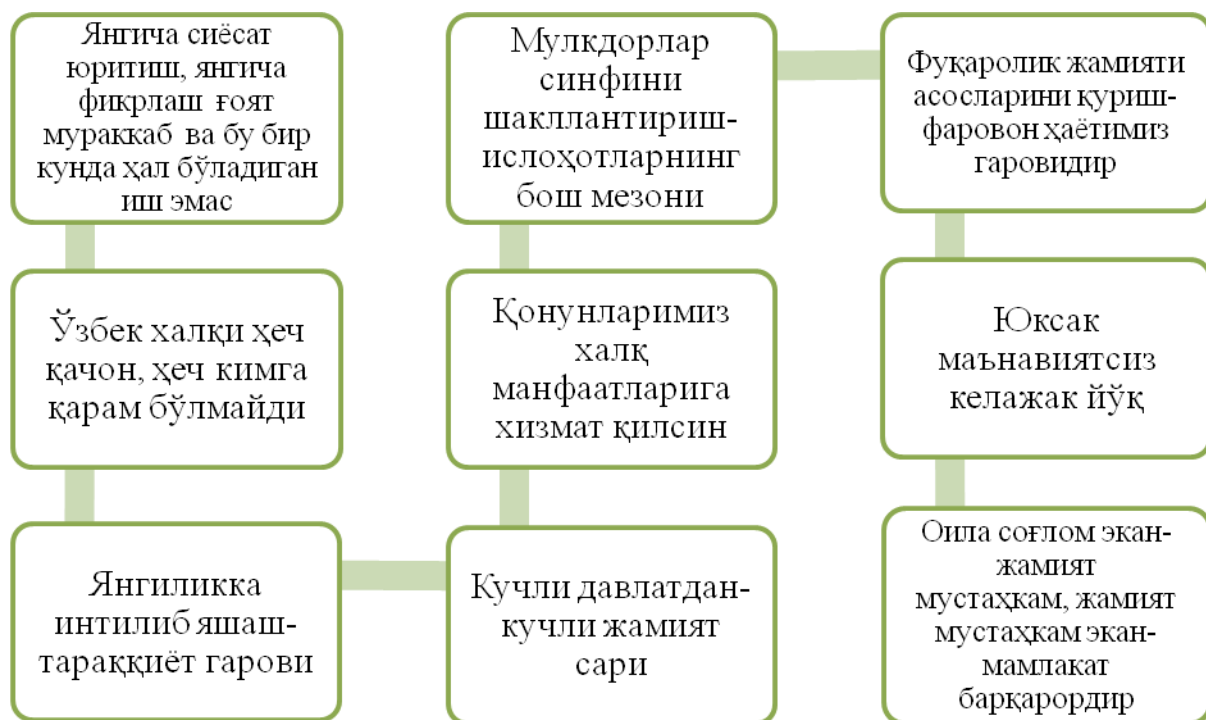 Янгича сиёсат
юритиш, янгича
фикрлаш ғоят
мураккаб ва бу бир
кунда ҳал бўладиган
иш эмас
Ўзбек халқи ҳеч
қачон, ҳеч кимга
қарам бўлмайди
Янгиликка
интилиб яшаш-
тараққиёт гарови
Кучли давлатдан-
кучли жамият
сари
Қонунларимиз
халқ
манфаатларига
хизмат қилсин
Мулкдорлар
синфини
шакллантириш-
ислоҳотларнинг
бош мезони
Фуқаролик жамияти
асосларини қуриш-
фаровон ҳаётимиз
гаровидир
Юксак
маънавиятсиз
келажак йўқ
Оила соғлом экан-
жамият
мустаҳкам, жамият
мустаҳкам экан-
мамлакат
барқарордир